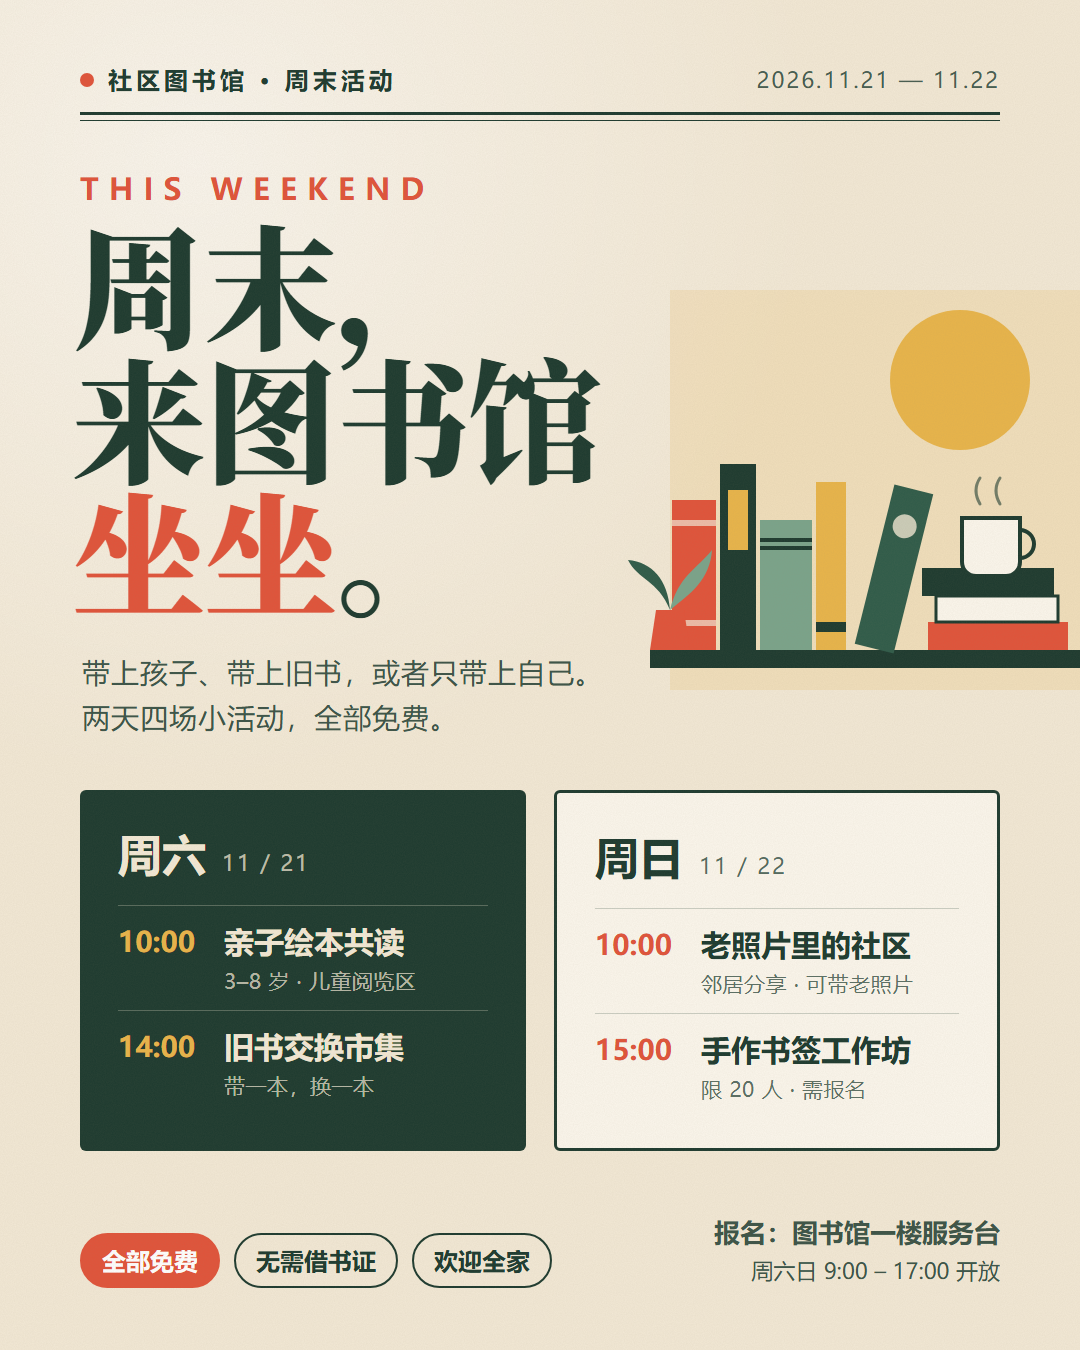 社区图书馆 · 周末活动
2026.11.21 — 11.22
THIS WEEKEND
周末，
来图书馆
坐坐。
带上孩子、带上旧书，或者只带上自己。
两天四场小活动，全部免费。
周六 11 / 21
10:00 亲子绘本共读
3–8 岁 · 儿童阅览区
14:00 旧书交换市集
带一本，换一本
周日 11 / 22
10:00 老照片里的社区
邻居分享 · 可带老照片
15:00 手作书签工作坊
限 20 人 · 需报名
全部免费
无需借书证
欢迎全家
报名：图书馆一楼服务台
周六日 9:00 – 17:00 开放